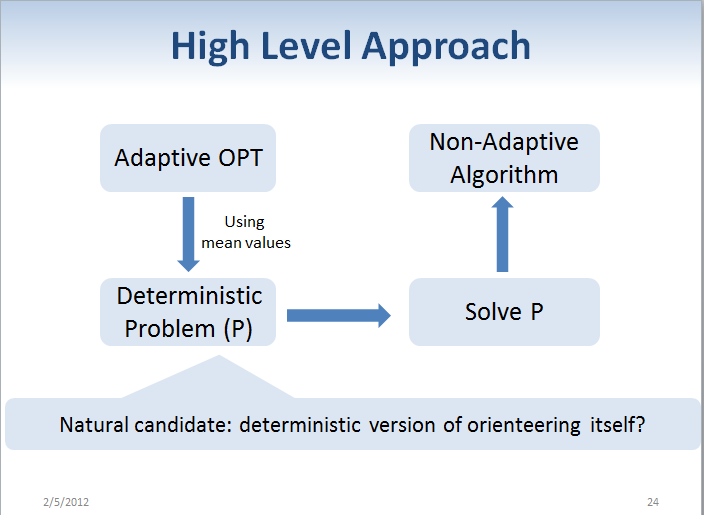 High Level Approach
Adaptive OPT
Using
mean values
Deterministic
Problem (P)
Solve P
Non-Adaptive
Algorithm
Natural candidate: deterministic version of orienteering itself?
2/5/2012
24